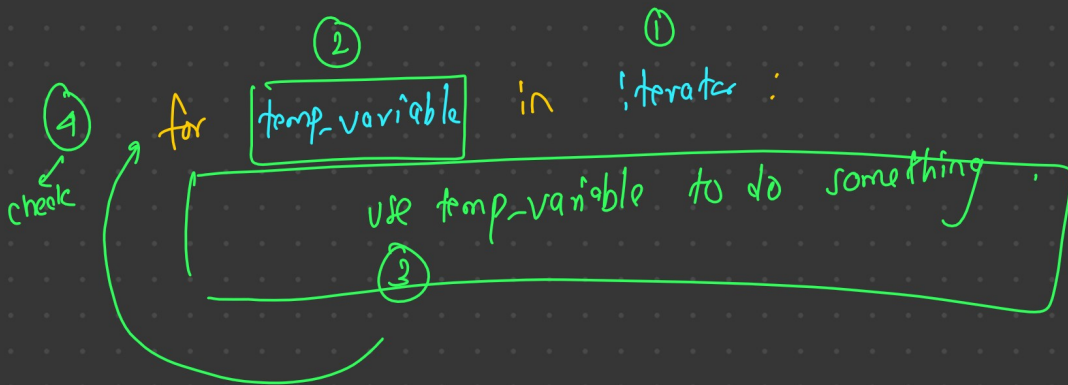 ② ①
④ for temp_variable in iterator :
check
use temp_variable to do something .
③